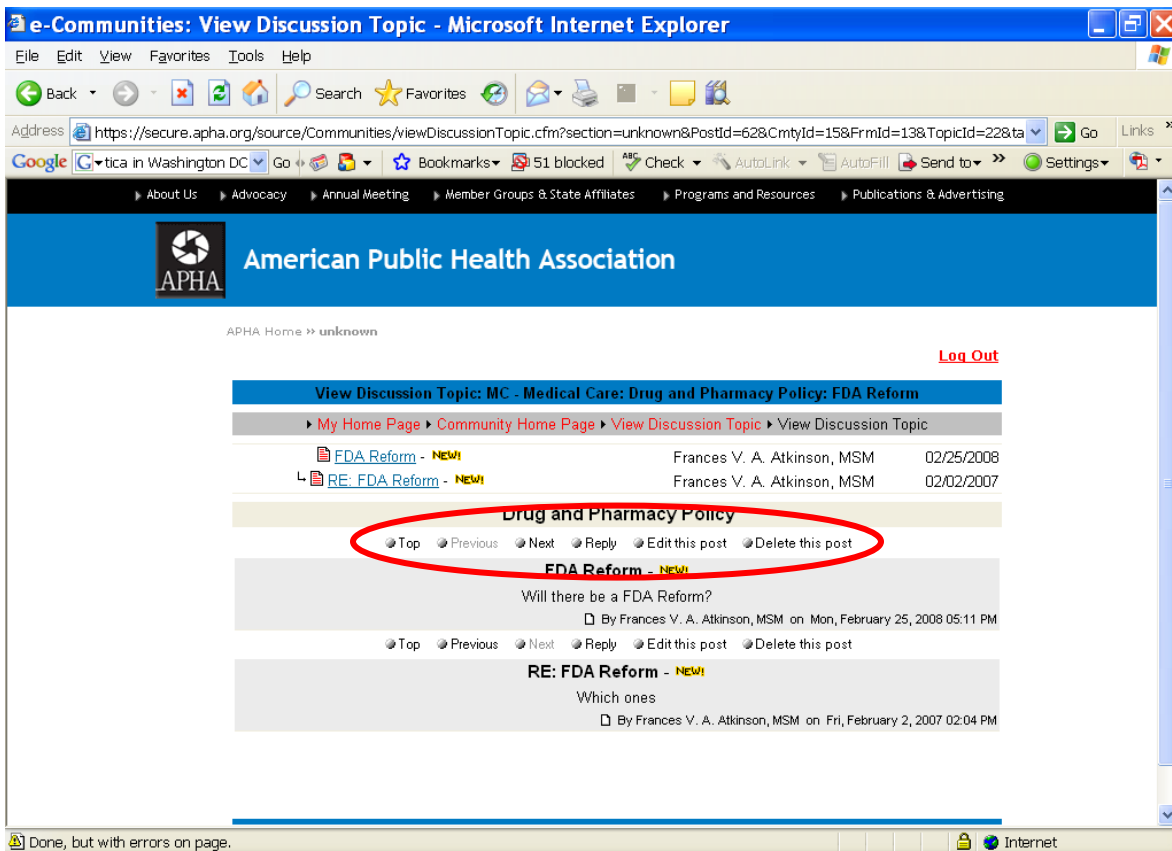 e-Communities: View Discussion Topic - Microsoft Internet Explorer
File Edit View Favorites Tools Help
Back Search Favorites
Address https://secure.apha.org/source/Communities/viewDiscussionTopic.cfm?section=unknown&PostId=62&CmtyId=15&FrmId=13&TopicId=22&ta Go Links »
Google G tica in Washington DC Go Bookmarks 51 blocked ABC Check AutoLink AutoFill Send to » Settings
About Us Advocacy Annual Meeting Member Groups & State Affiliates Programs and Resources Publications & Advertising
APHA American Public Health Association
APHA Home » unknown
Log Out
View Discussion Topic: MC - Medical Care: Drug and Pharmacy Policy: FDA Reform
My Home Page Community Home Page View Discussion Topic View Discussion Topic
FDA Reform - NEW! Frances V. A. Atkinson, MSM 02/25/2008
RE: FDA Reform - NEW! Frances V. A. Atkinson, MSM 02/02/2007
Drug and Pharmacy Policy
Top Previous Next Reply Edit this post Delete this post
FDA Reform - NEW!
Will there be a FDA Reform?
By Frances V. A. Atkinson, MSM on Mon, February 25, 2008 05:11 PM
Top Previous Next Reply Edit this post Delete this post
RE: FDA Reform - NEW!
Which ones
By Frances V. A. Atkinson, MSM on Fri, February 2, 2007 02:04 PM
Done, but with errors on page. Internet